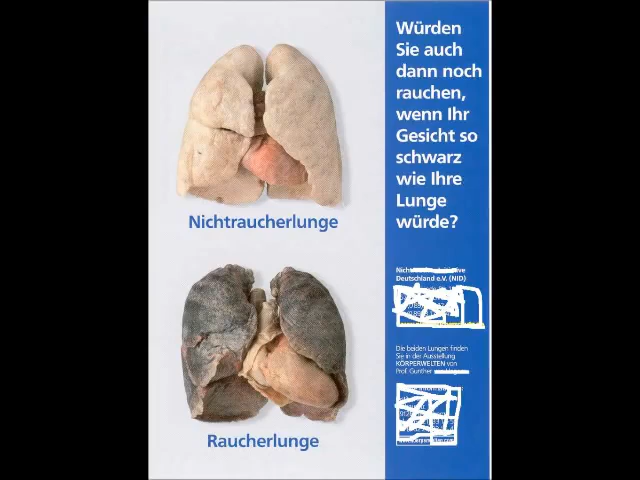 Nichtraucherlunge
Raucherlunge
Würden
Sie auch
dann noch
rauchen,
wenn Ihr
Gesicht so
schwarz
wie Ihre
Lunge
würde?
Deutschland e.V. (NID)
Die beiden Lungen finden
Sie in der Ausstellung
KÖRPERWELTEN von
Prof. Gunther